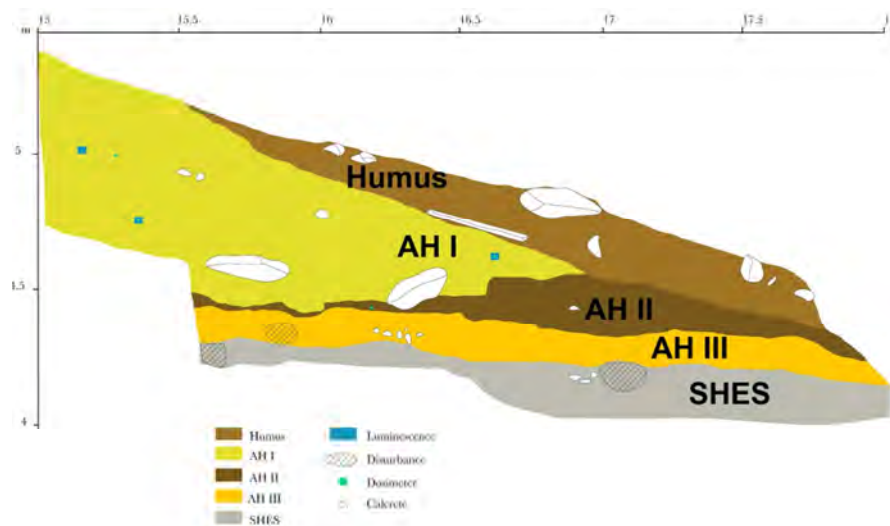 15 15.5 16 16.5 17 17.5 1
m
5
Humus
AH I
1.5
AH II
AH III
SHES
4
Humus
AH I
AH II
AH III
SHES
Luminescence
Disturbance
Dosimeter
Calcrete